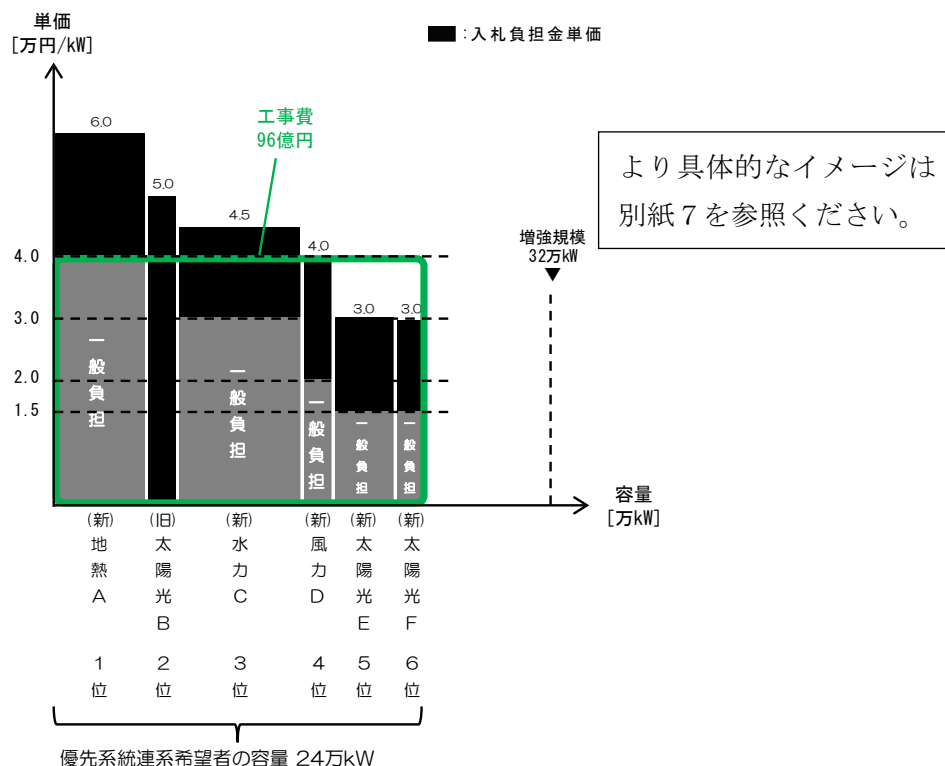 単価
[万円/kW]
■:入札負担金単価
工事費
96億円
より具体的なイメージは
別紙7を参照ください。
増強規模
32万kW
6.0
5.0
4.5
4.0
3.0
3.0
4.0
3.0
2.0
1.5
一般負担
一般負担
一般負担
一般負担
一般負担
容量
[万kW]
(新)地熱A
(旧)太陽光B
(新)水力C
(新)風力D
(新)太陽光E
(新)太陽光F
1位
2位
3位
4位
5位
6位
優先系統連系希望者の容量 24万kW